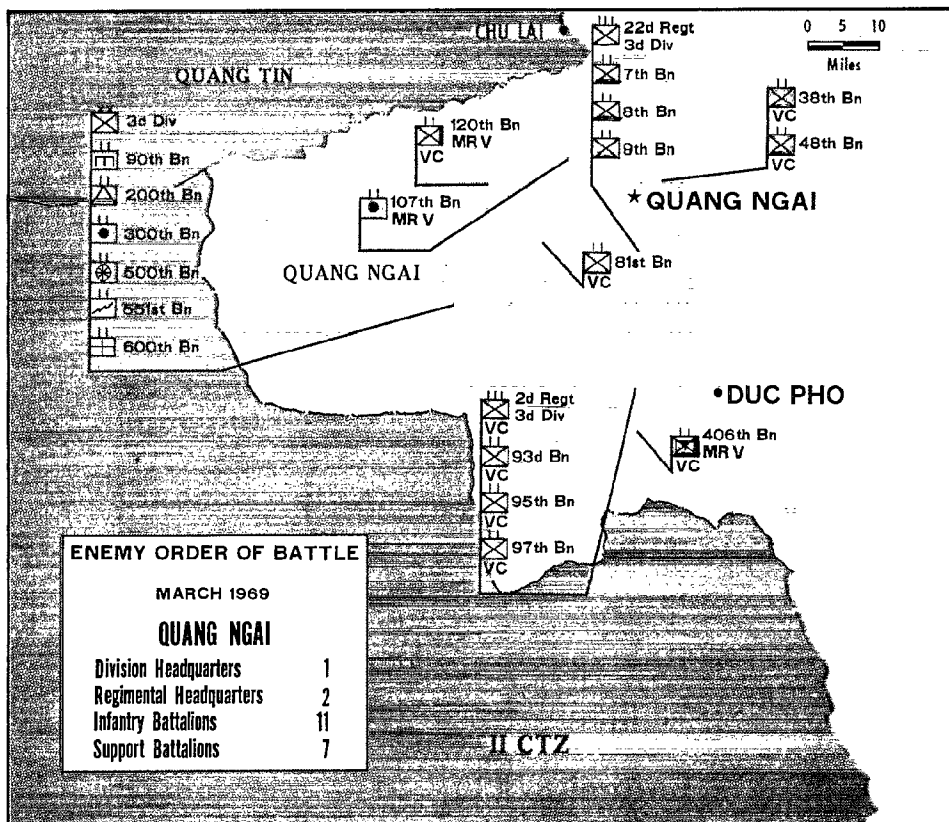 CHU LAI
22d Regt
3d Div
7th Bn
8th Bn
9th Bn
0 5 10
Miles
38th Bn
VC
48th Bn
VC
QUANG TIN
3d Div
90th Bn
200th Bn
300th Bn
500th Bn
551st Bn
600th Bn
120th Bn
MR V
VC
107th Bn
MR V
QUANG NGAI
QUANG NGAI
81st Bn
VC
DUC PHO
2d Regt
3d Div
VC
93d Bn
VC
95th Bn
VC
97th Bn
VC
406th Bn
MR V
VC
ENEMY ORDER OF BATTLE
MARCH 1969
QUANG NGAI
Division Headquarters 1
Regimental Headquarters 2
Infantry Battalions 11
Support Battalions 7
II CTZ